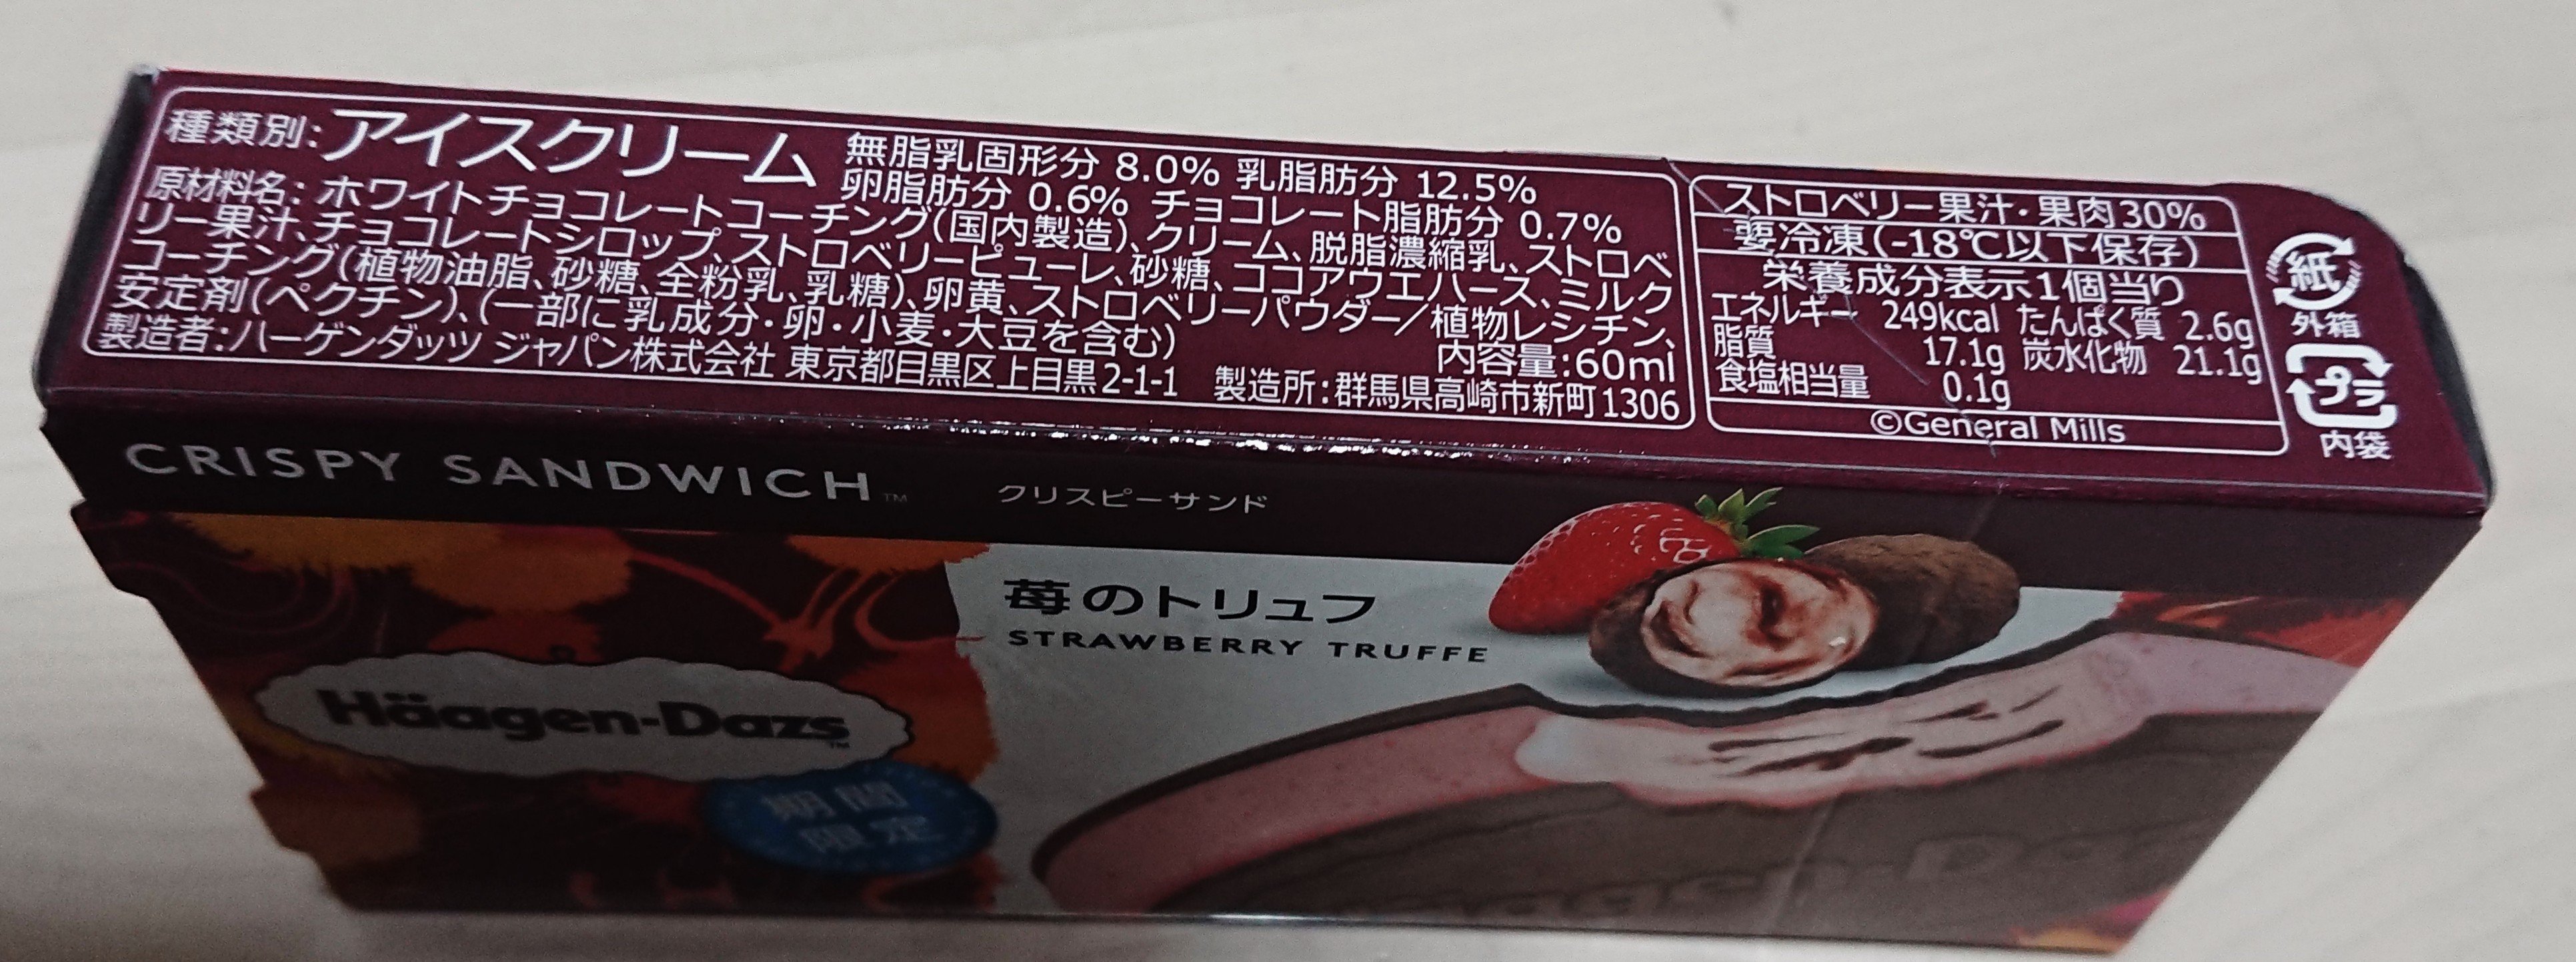 種類別:アイスクリーム
無脂乳固形分 8.0% 乳脂肪分 12.5%
卵脂肪分 0.6% チョコレート脂肪分 0.7%
原材料名:ホワイトチョコレートコーチング(国内製造)、クリーム、脱脂濃縮乳、ストロベ
リー果汁、チョコレートシロップ、ストロベリーピューレ、砂糖、ココアウエハース、ミルク
コーチング(植物油脂、砂糖、全粉乳、乳糖)、卵黄、ストロベリーパウダー/植物レシチン、
安定剤(ペクチン)、(一部に乳成分・卵・小麦・大豆を含む) 内容量:60ml
製造者:ハーゲンダッツ ジャパン株式会社 東京都目黒区上目黒2-1-1 製造所:群馬県高崎市新町1306
ストロベリー果汁・果肉30%
要冷凍(-18℃以下保存)
栄養成分表示1個当り
エネルギー 249kcal たんぱく質 2.6g
脂質 17.1g 炭水化物 21.1g
食塩相当量 0.1g
©General Mills
紙
外箱
プラ
内袋
CRISPY SANDWICH™ クリスピーサンド
苺のトリュフ
STRAWBERRY TRUFFE
Häagen-Dazs™
期間
限定